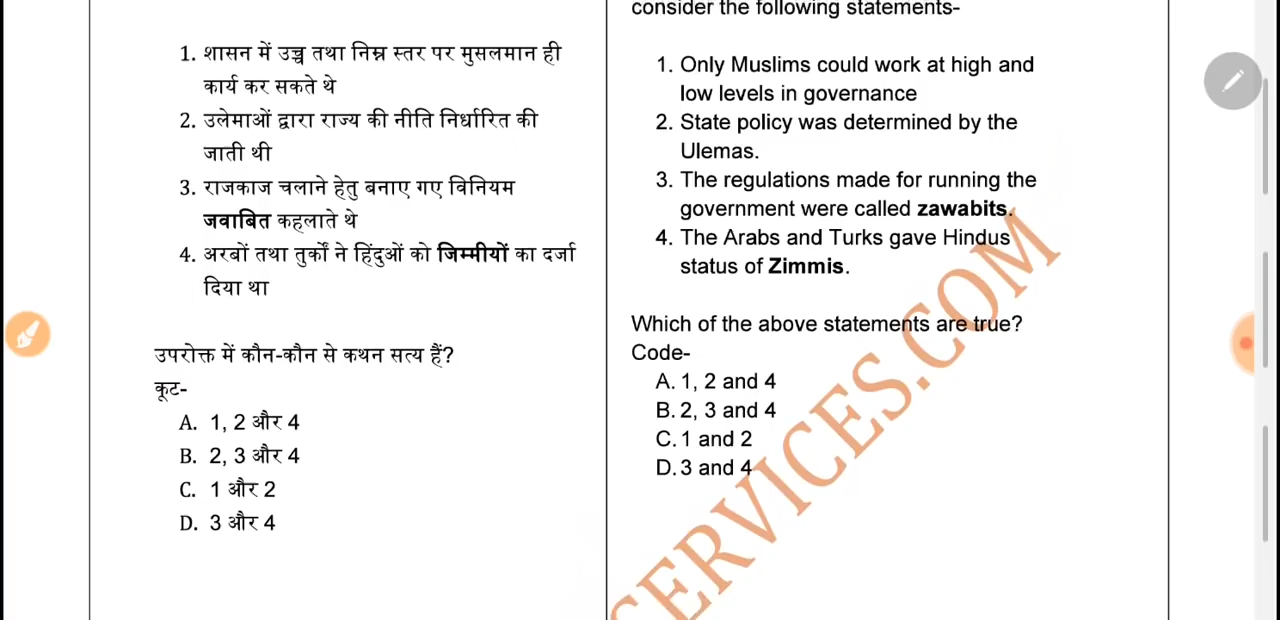 1. शासन में उच्च तथा निम्न स्तर पर मुसलमान ही
कार्य कर सकते थे
2. उलेमाओं द्वारा राज्य की नीति निर्धारित की
जाती थी
3. राजकाज चलाने हेतु बनाए गए विनियम
जवाबित कहलाते थे
4. अरबों तथा तुर्कों ने हिंदुओं को जिम्मीयों का दर्जा
दिया था
उपरोक्त में कौन-कौन से कथन सत्य हैं?
कूट-
A. 1, 2 और 4
B. 2, 3 और 4
C. 1 और 2
D. 3 और 4
consider the following statements-
1. Only Muslims could work at high and
low levels in governance
2. State policy was determined by the
Ulemas.
3. The regulations made for running the
government were called zawabits.
4. The Arabs and Turks gave Hindus
status of Zimmis.
Which of the above statements are true?
Code-
A. 1, 2 and 4
B. 2, 3 and 4
C. 1 and 2
D. 3 and 4
SERVICES.COM